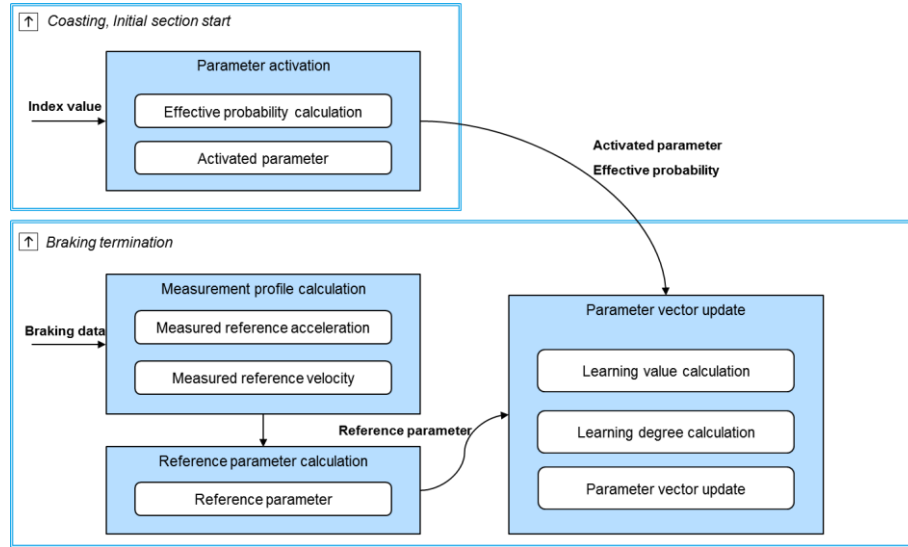 Coasting, Initial section start
Parameter activation
Index value
Effective probability calculation
Activated parameter
Activated parameter
Effective probability
Braking termination
Measurement profile calculation
Braking data
Measured reference acceleration
Measured reference velocity
Reference parameter
Reference parameter calculation
Reference parameter
Parameter vector update
Learning value calculation
Learning degree calculation
Parameter vector update